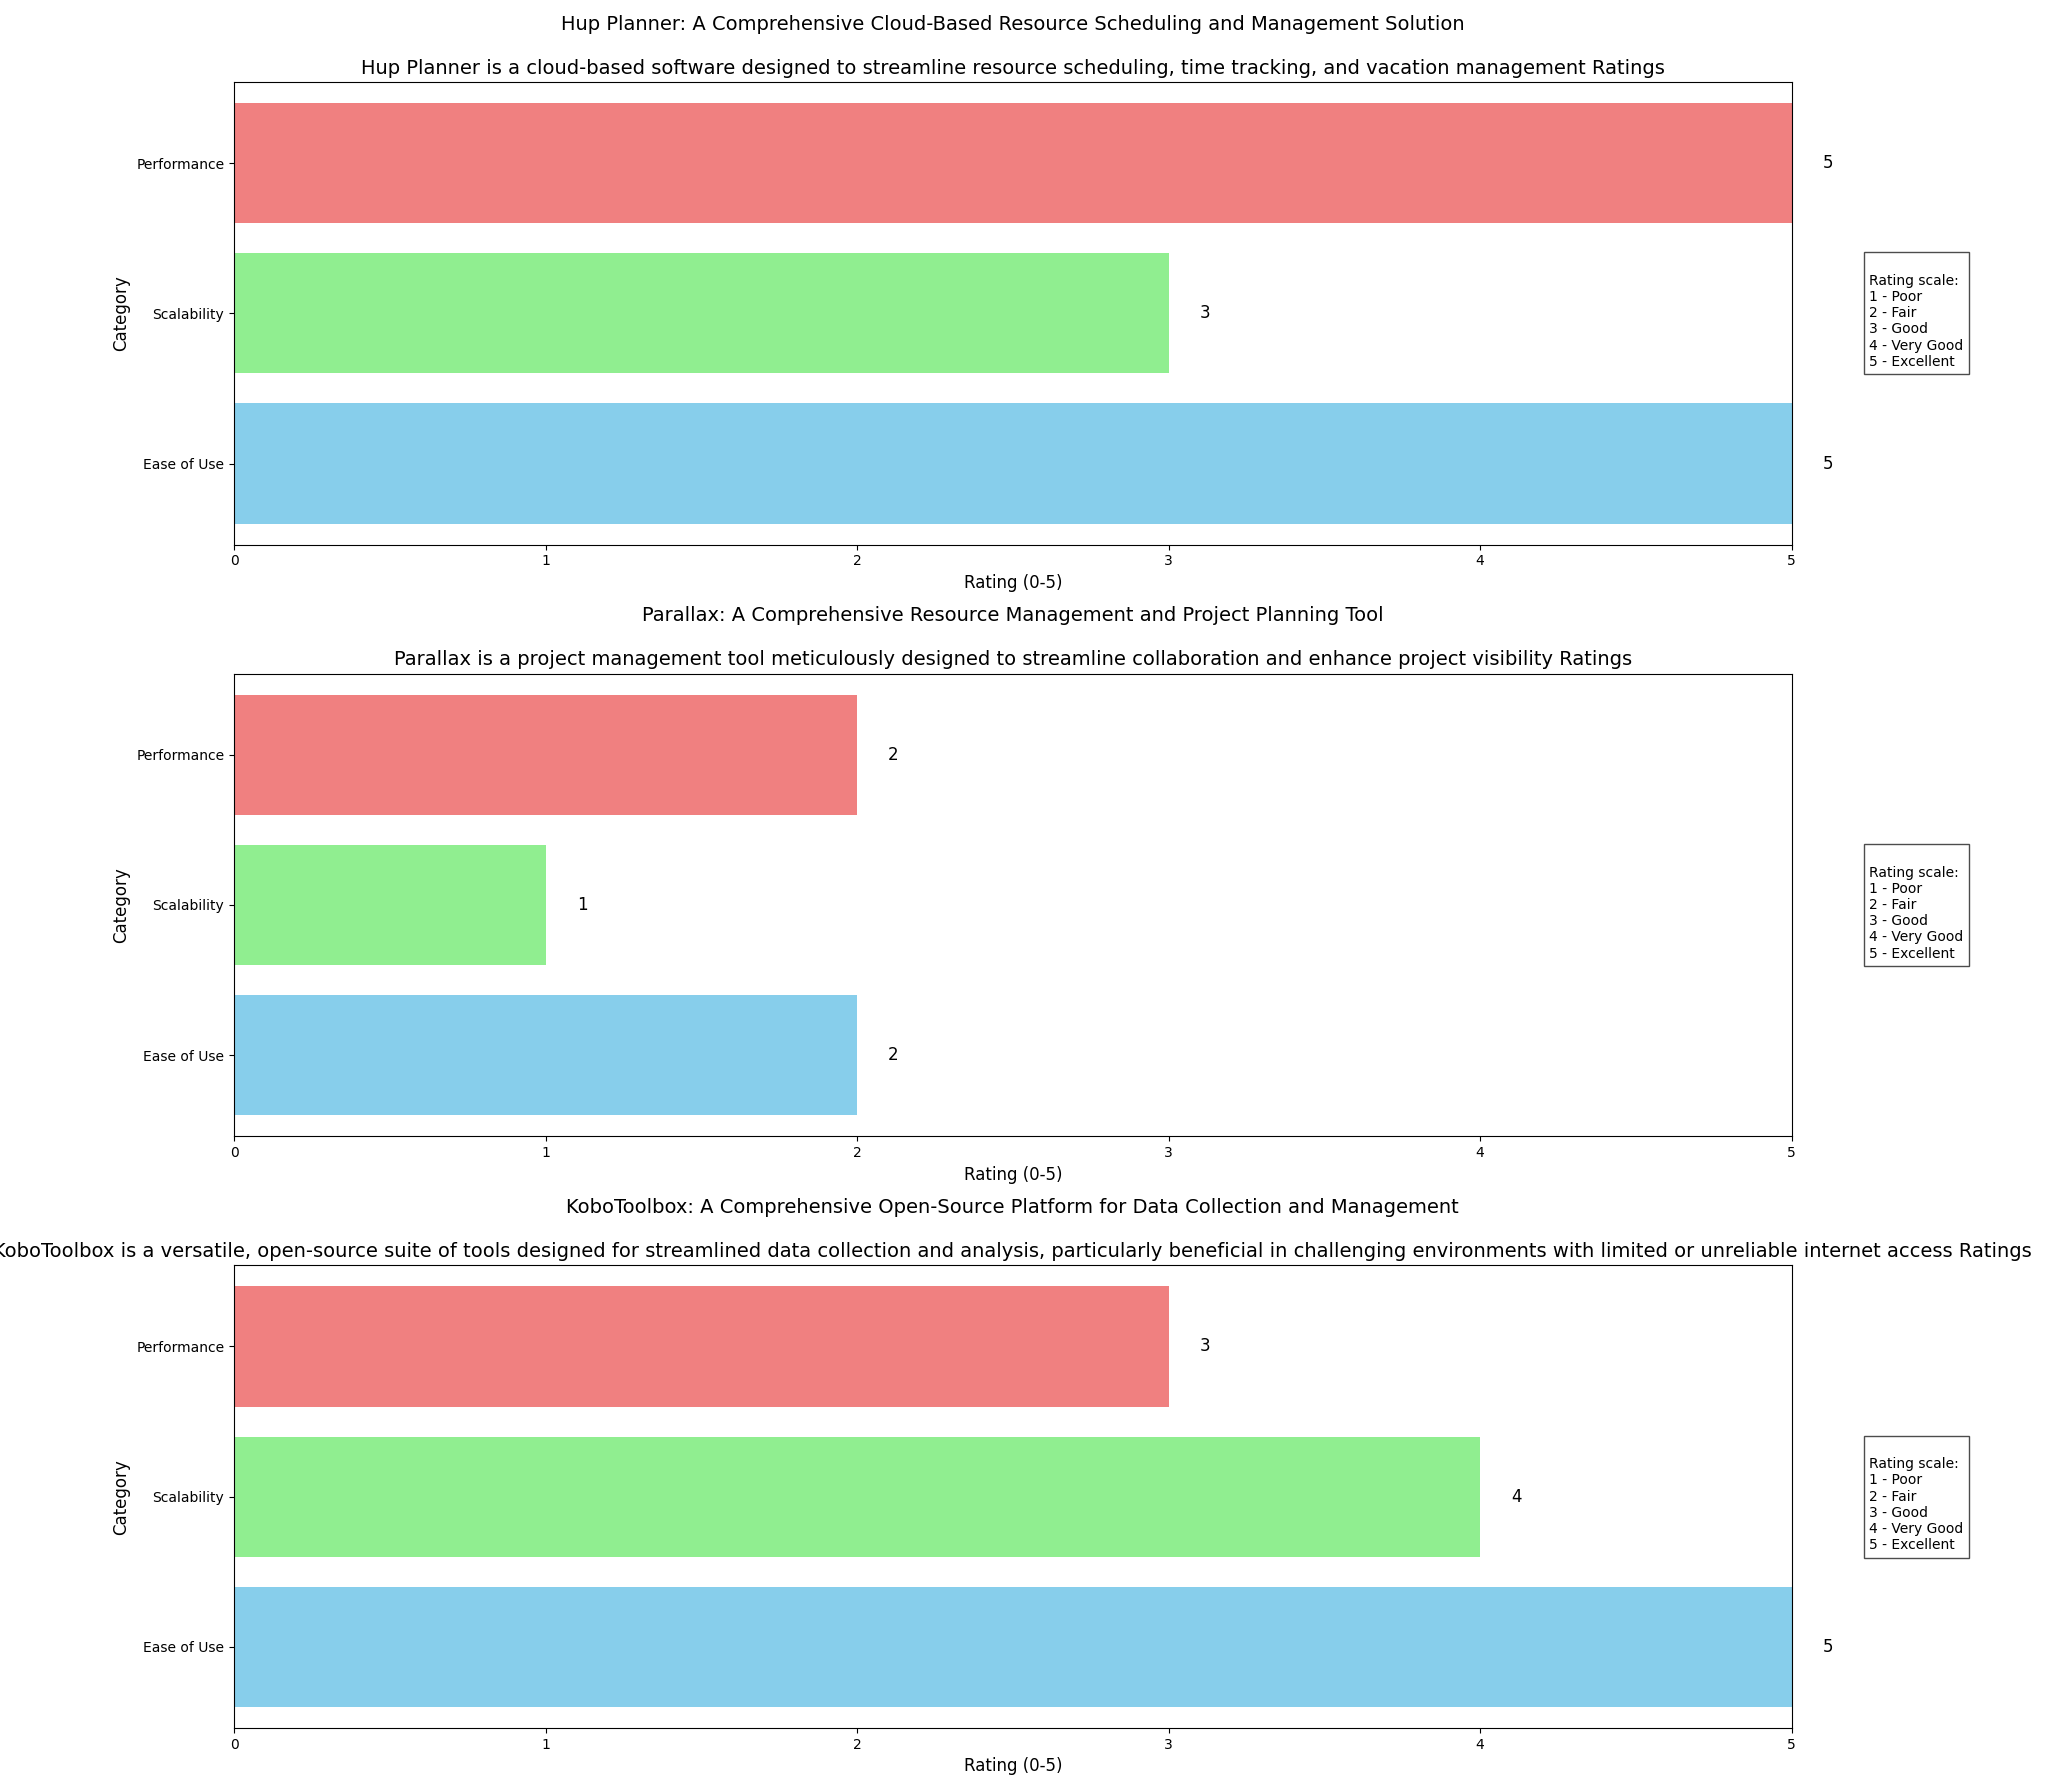 Hup Planner: A Comprehensive Cloud-Based Resource Scheduling and Management Solution
Hup Planner is a cloud-based software designed to streamline resource scheduling, time tracking, and vacation management Ratings
Category
Performance
5
Scalability
3
Ease of Use
5
0 1 2 3 4 5
Rating (0-5)
Rating scale:
1 - Poor
2 - Fair
3 - Good
4 - Very Good
5 - Excellent
Parallax: A Comprehensive Resource Management and Project Planning Tool
Parallax is a project management tool meticulously designed to streamline collaboration and enhance project visibility Ratings
Category
Performance
2
Scalability
1
Ease of Use
2
0 1 2 3 4 5
Rating (0-5)
Rating scale:
1 - Poor
2 - Fair
3 - Good
4 - Very Good
5 - Excellent
KoboToolbox: A Comprehensive Open-Source Platform for Data Collection and Management
KoboToolbox is a versatile, open-source suite of tools designed for streamlined data collection and analysis, particularly beneficial in challenging environments with limited or unreliable internet access Ratings
Category
Performance
3
Scalability
4
Ease of Use
5
0 1 2 3 4 5
Rating (0-5)
Rating scale:
1 - Poor
2 - Fair
3 - Good
4 - Very Good
5 - Excellent